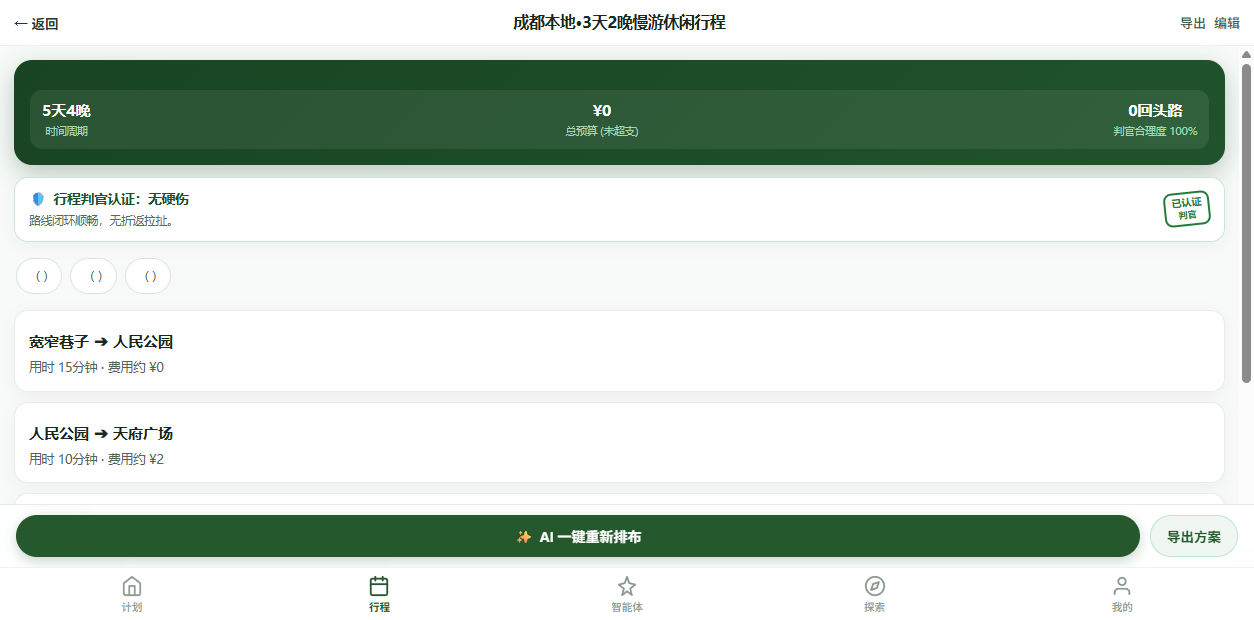 ← 返回
成都本地•3天2晚慢游休闲行程
导出 编辑
5天4晚
时间周期
¥0
总预算 (未超支)
0回头路
判官合理度 100%
行程判官认证：无硬伤
路线闭环顺畅，无折返拉扯。
已认证
判官
( )
( )
( )
宽窄巷子 ➔ 人民公园
用时 15分钟 · 费用约 ¥0
人民公园 ➔ 天府广场
用时 10分钟 · 费用约 ¥2
✨ AI 一键重新排布
导出方案
计划
行程
智能体
探索
我的